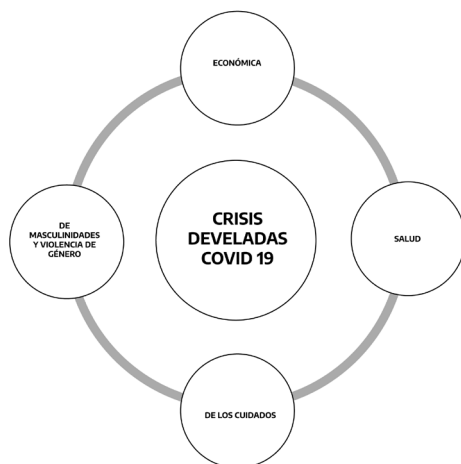 ECONÓMICA
DE
MASCULINIDADES
Y VIOLENCIA DE
GÉNERO
CRISIS
DEVELADAS
COVID 19
SALUD
DE LOS CUIDADOS